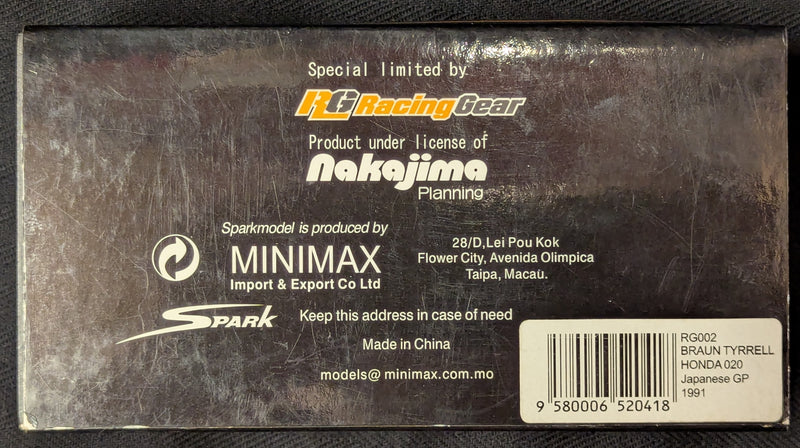 Special limited by
RG RacingGear
Product under license of
nakajima
Planning
Sparkmodel is produced by
MINIMAX
Import & Export Co Ltd
28/D,Lei Pou Kok
Flower City, Avenida Olimpica
Taipa, Macau.
SPARK
Keep this address in case of need
Made in China
models@ minimax.com.mo
RG002
BRAUN TYRRELL
HONDA 020
Japanese GP
1991
9 580006 520418